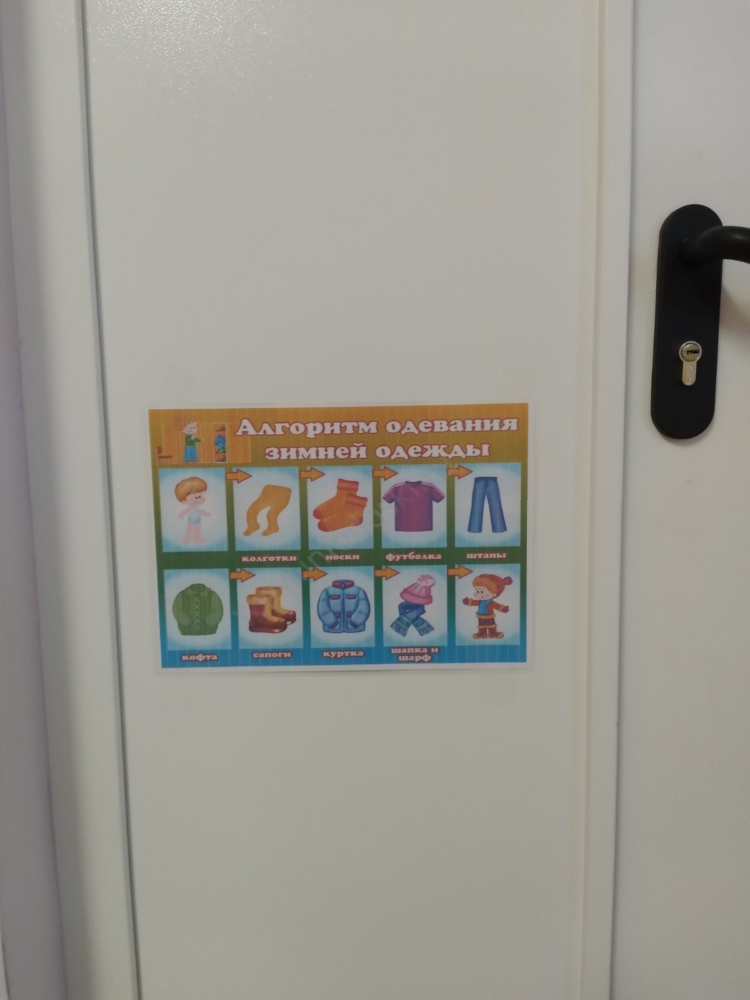 Алгоритм одевания
зимней одежды
колготки
носки
футболка
штаны
кофта
сапоги
куртка
шапка и
шарф